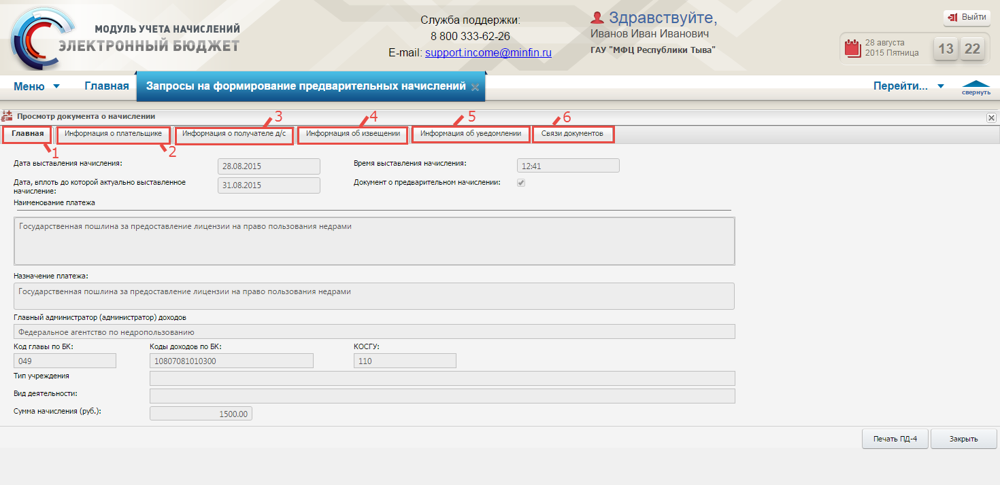 МОДУЛЬ УЧЕТА НАЧИСЛЕНИЙ
ЭЛЕКТРОННЫЙ БЮДЖЕТ
Служба поддержки:
8 800 333-62-26
E-mail: support.income@minfin.ru
Здравствуйте,
Иванов Иван Иванович
ГАУ "МФЦ Республики Тыва"
Выйти
28 августа
2015 Пятница
13 22
Меню Главная Запросы на формирование предварительных начислений Перейти... свернуть
Просмотр документа о начислении
Главная Информация о плательщике Информация о получателе д/с Информация об извещении Информация об уведомлении Связи документов
1 2 3 4 5 6
Дата выставления начисления: 28.08.2015 Время выставления начисления: 12:41
Дата, вплоть до которой актуально выставленное
начисление: 31.08.2015 Документ о предварительном начислении:
Наименование платежа
Государственная пошлина за предоставление лицензии на право пользования недрами
Назначение платежа:
Государственная пошлина за предоставление лицензии на право пользования недрами
Главный администратор (администратор) доходов
Федеральное агентство по недропользованию
Код главы по БК: Коды доходов по БК: КОСГУ:
049 10807081010300 110
Тип учреждения
Вид деятельности:
Сумма начисления (руб.): 1500.00
Печать ПД-4 Закрыть